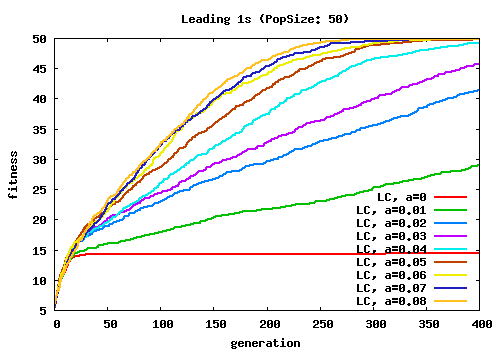 Leading 1s (PopSize: 50)
50
45
40
35
30
25
20
15
10
5
fitness
LC, a=0
LC, a=0,01
LC, a=0,02
LC, a=0,03
LC, a=0,04
LC, a=0,05
LC, a=0,06
LC, a=0,07
LC, a=0,08
0 50 100 150 200 250 300 350 400
generation